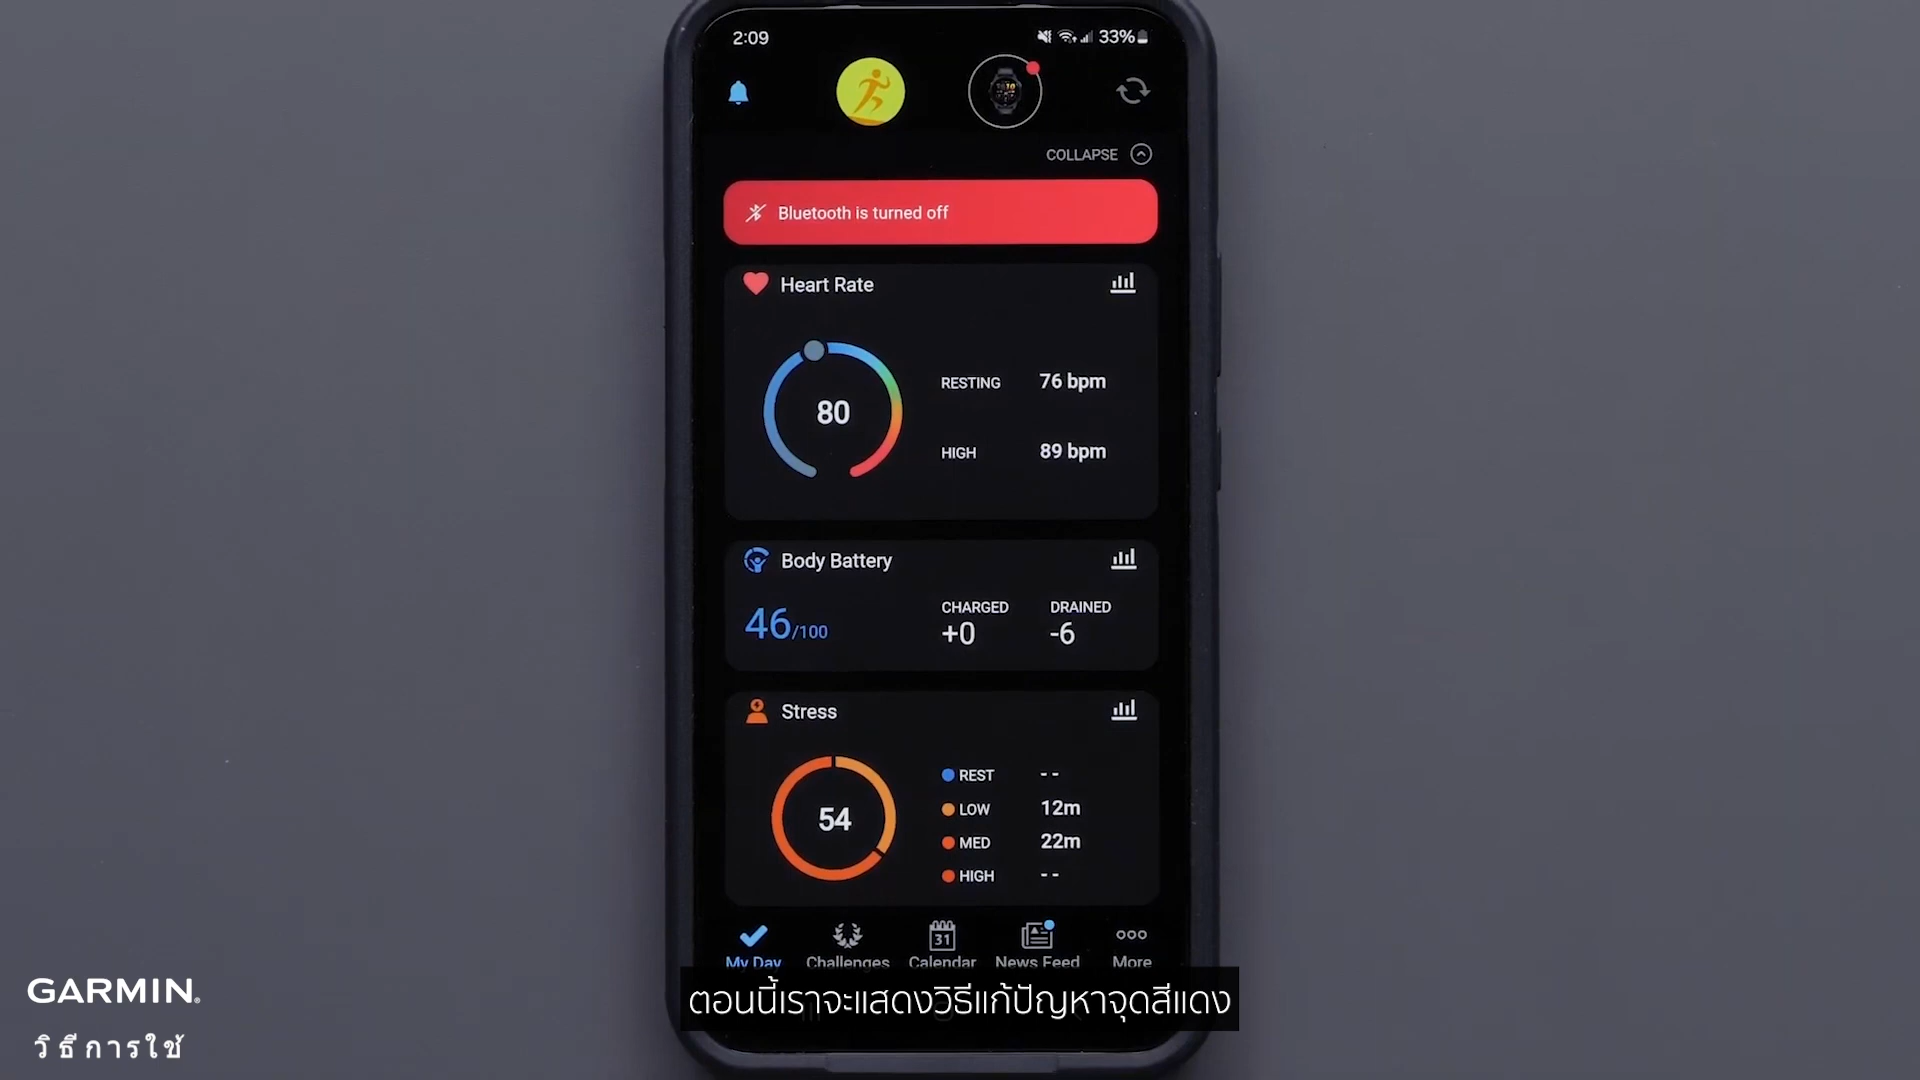 2:09
33%
COLLAPSE
Bluetooth is turned off
Heart Rate
80
RESTING 76 bpm
HIGH 89 bpm
Body Battery
46/100
CHARGED DRAINED
+0 -6
Stress
54
REST --
LOW 12m
MED 22m
HIGH --
31
My Day Challenges Calendar News Feed More
ตอนนี้เราจะแสดงวิธีแก้ปัญหาจุดสีแดง
GARMIN
วิธีการใช้